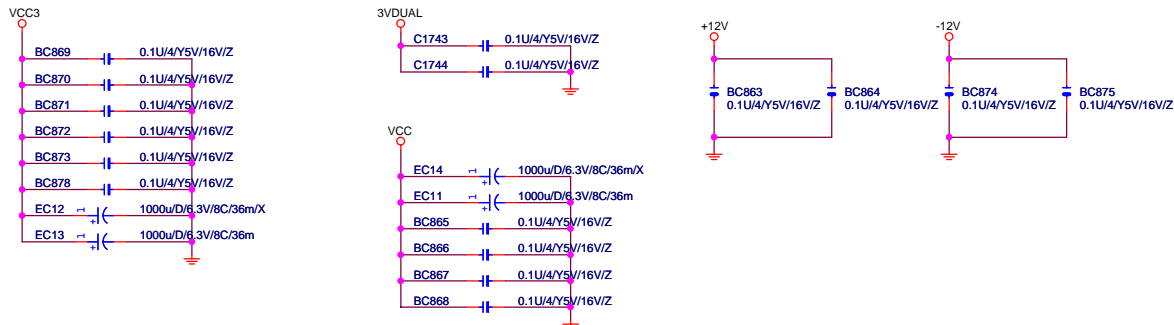 VCC3
BC869 0.1U/4/Y5V/16V/Z
BC870 0.1U/4/Y5V/16V/Z
BC871 0.1U/4/Y5V/16V/Z
BC872 0.1U/4/Y5V/16V/Z
BC873 0.1U/4/Y5V/16V/Z
BC878 0.1U/4/Y5V/16V/Z
EC12 1 + 1000u/D/6.3V/8C/36m/X
EC13 1 + 1000u/D/6.3V/8C/36m
3VDUAL
C1743 0.1U/4/Y5V/16V/Z
C1744 0.1U/4/Y5V/16V/Z
VCC
EC14 1 + 1000u/D/6.3V/8C/36m/X
EC11 1 + 1000u/D/6.3V/8C/36m
BC865 0.1U/4/Y5V/16V/Z
BC866 0.1U/4/Y5V/16V/Z
BC867 0.1U/4/Y5V/16V/Z
BC868 0.1U/4/Y5V/16V/Z
+12V
BC863
0.1U/4/Y5V/16V/Z
BC864
0.1U/4/Y5V/16V/Z
-12V
BC874
0.1U/4/Y5V/16V/Z
BC875
0.1U/4/Y5V/16V/Z